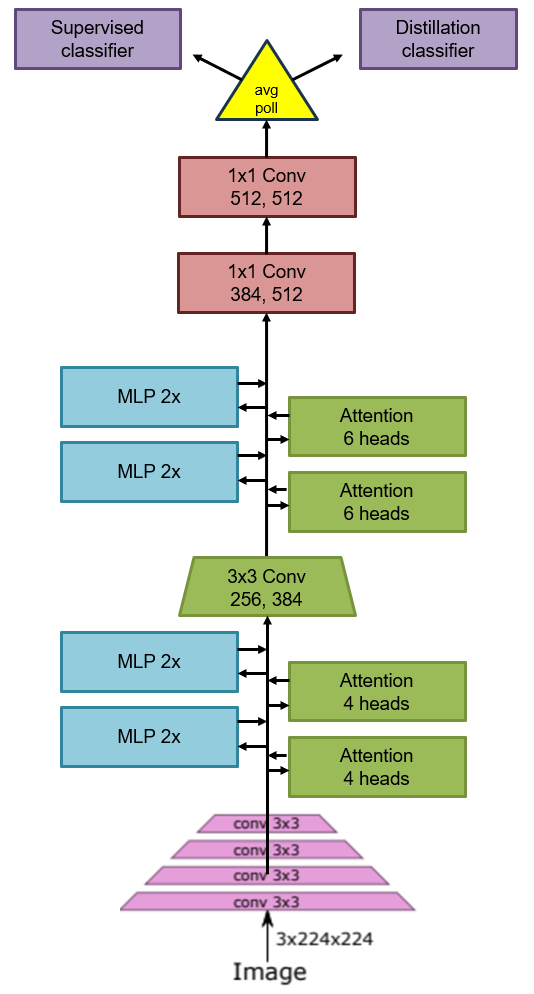 Supervised
classifier
Distillation
classifier
avg
poll
1x1 Conv
512, 512
1x1 Conv
384, 512
MLP 2x
Attention
6 heads
MLP 2x
Attention
6 heads
3x3 Conv
256, 384
MLP 2x
Attention
4 heads
MLP 2x
Attention
4 heads
conv 3x3
conv 3x3
conv 3x3
conv 3x3
3x224x224
Image